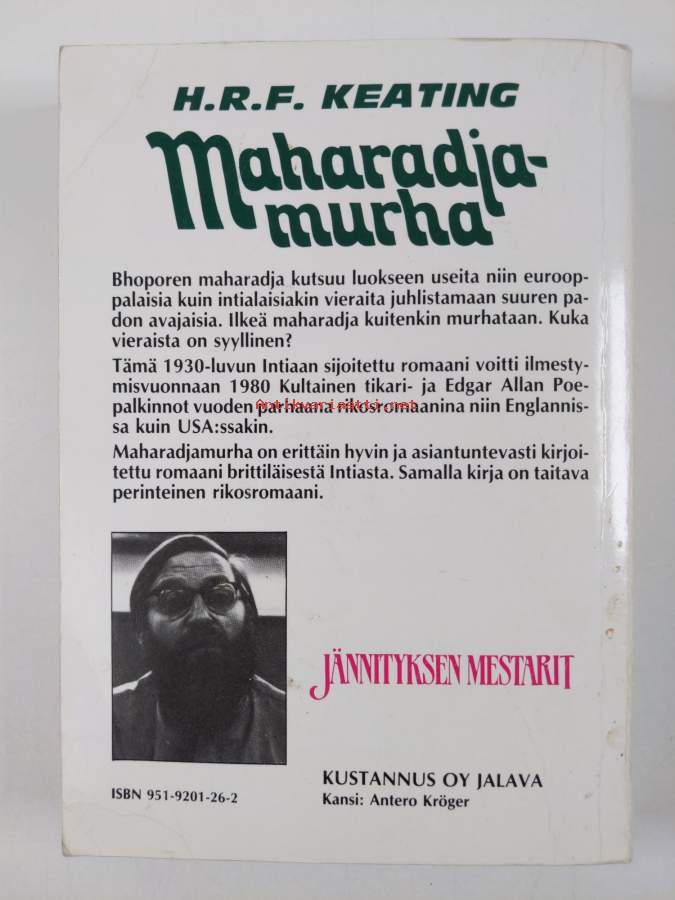 H.R.F. KEATING
Maharadja-
murha
Bhoporen maharadja kutsuu luokseen useita niin euroop-
palaisia kuin intialaisiakin vieraita juhlistamaan suuren pa-
don avajaisia. Ilkeä maharadja kuitenkin murhataan. Kuka
vieraista on syyllinen?
Tämä 1930-luvun Intiaan sijoitettu romaani voitti ilmesty-
misvuonnaan 1980 Kultainen tikari- ja Edgar Allan Poe-
palkinnot vuoden parhaana rikosromaanina niin Englannis-
Antikvariaatti.net
sa kuin USA:ssakin.
Maharadjamurha on erittäin hyvin ja asiantuntevasti kirjoi-
tettu romaani brittiläisestä Intiasta. Samalla kirja on taitava
perinteinen rikosromaani.
JÄNNITYKSEN MESTARIT
KUSTANNUS OY JALAVA
Kansi: Antero Kröger
ISBN 951-9201-26-2